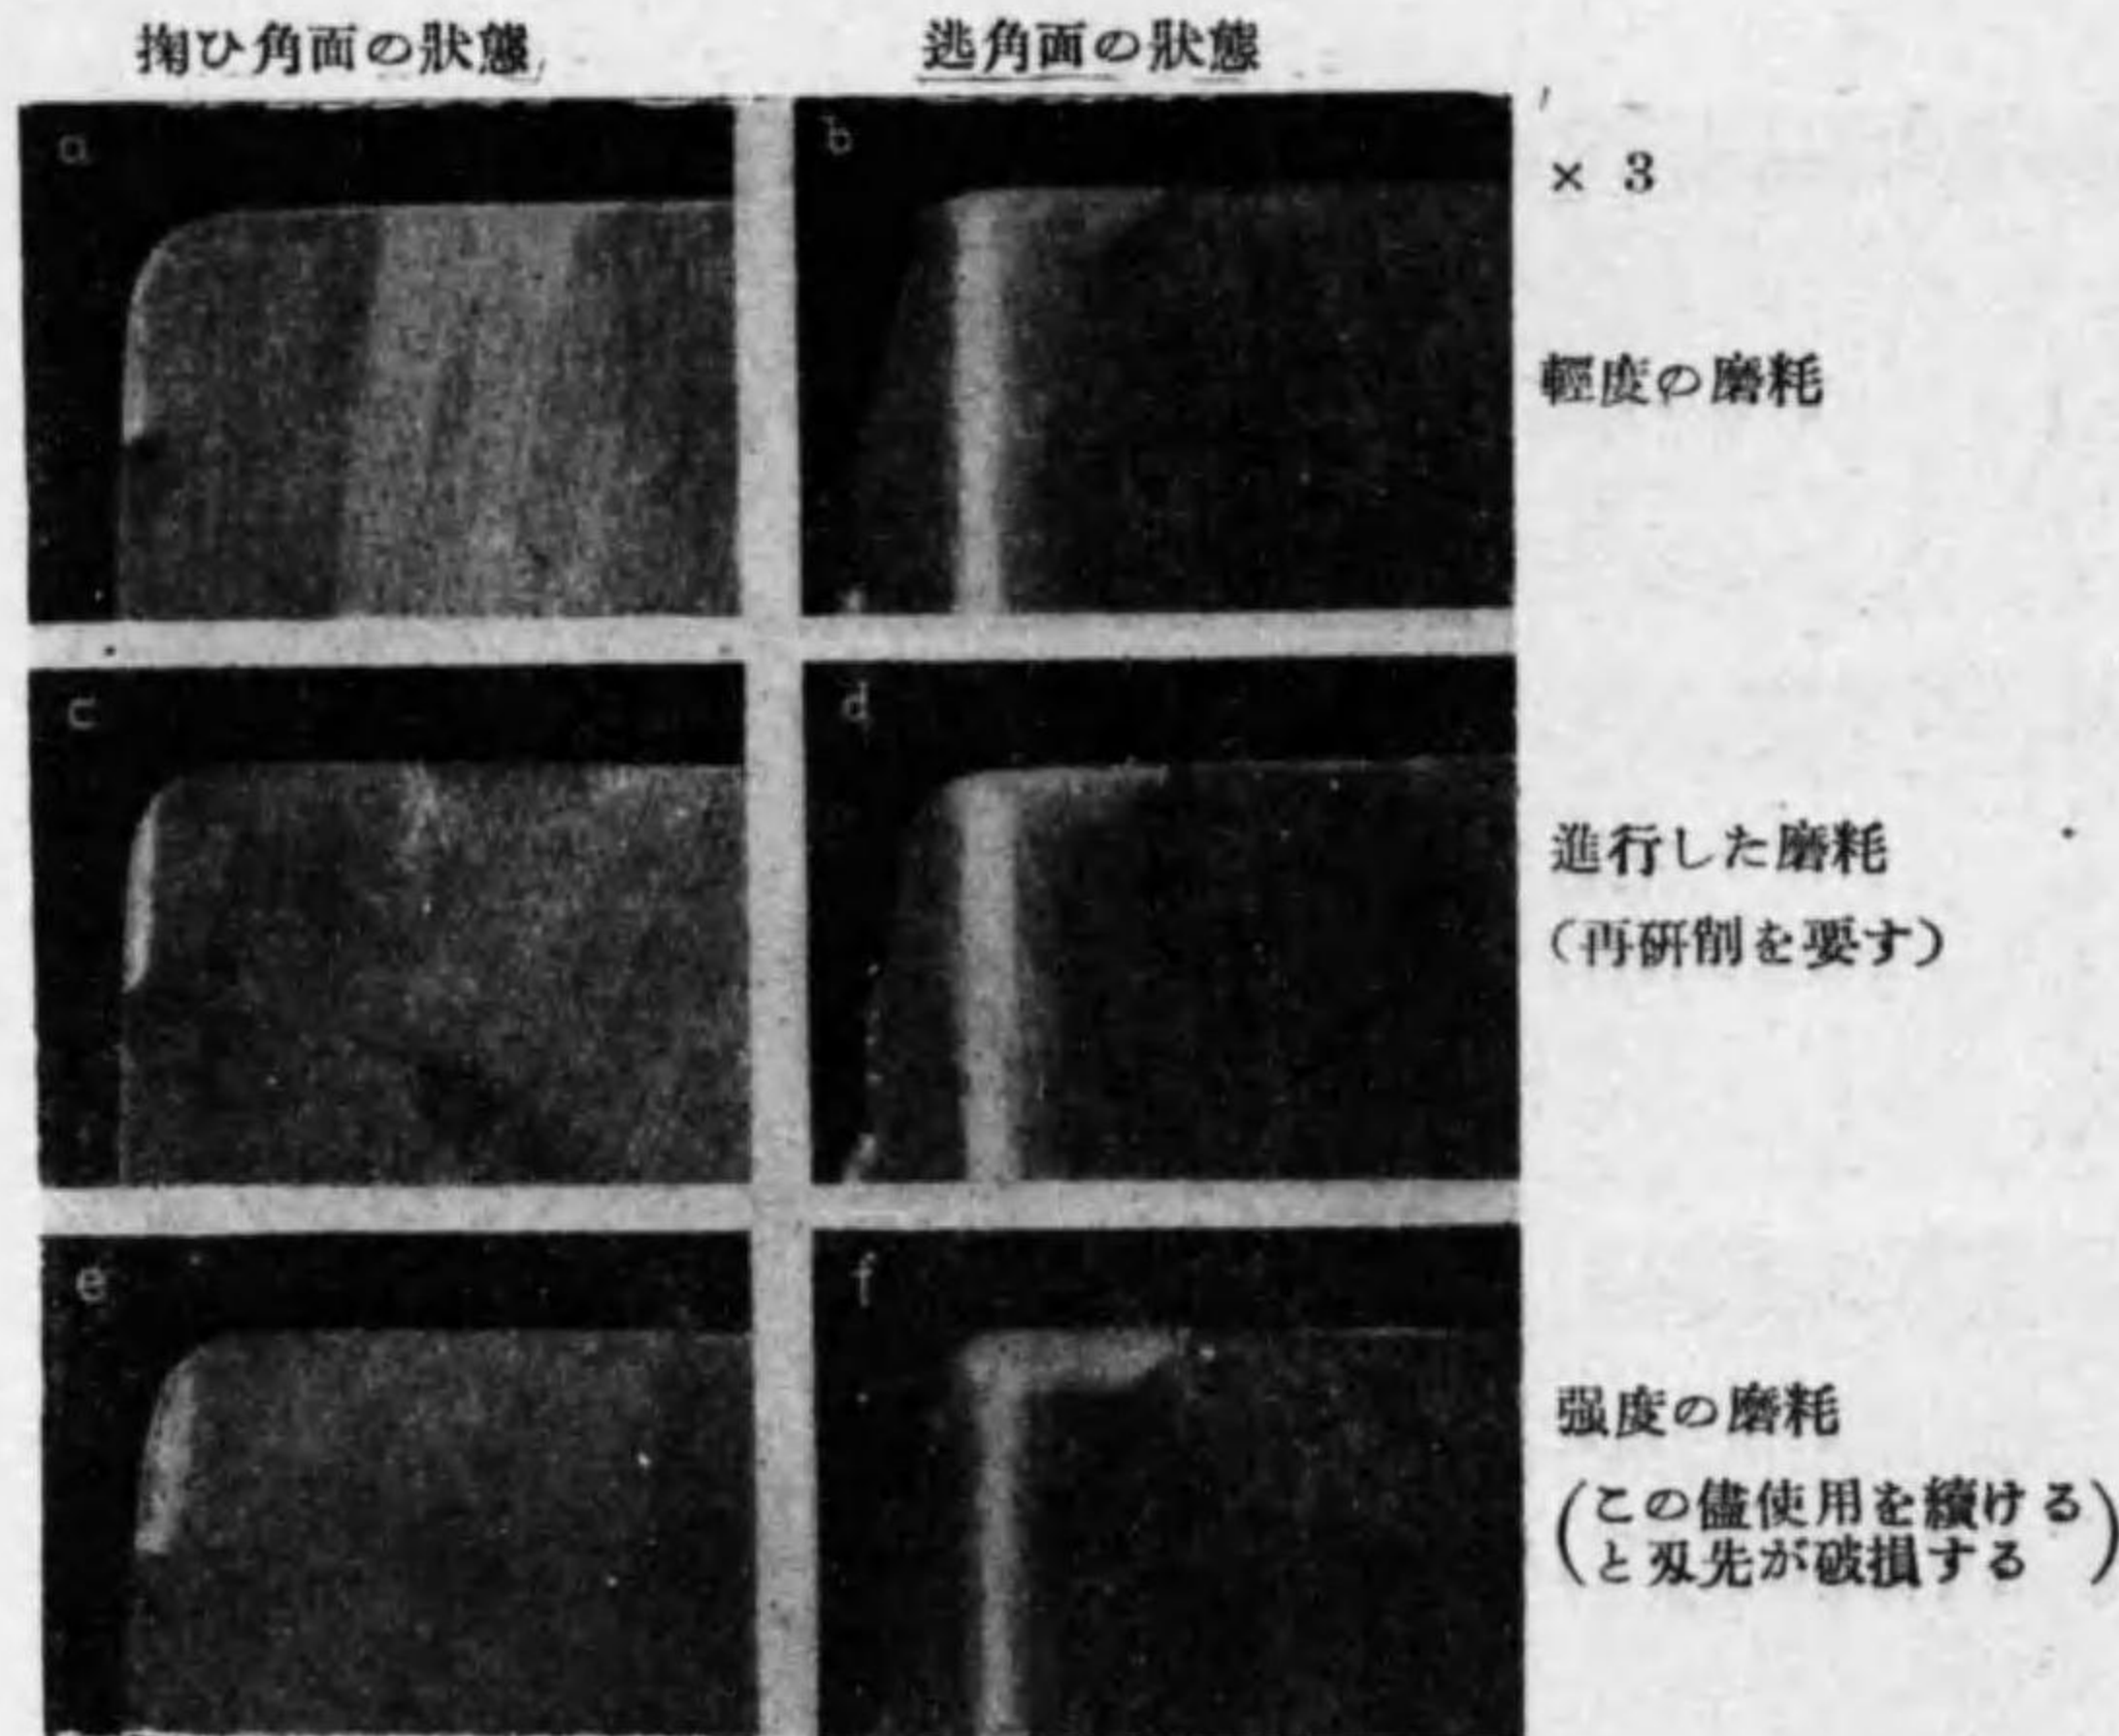 掬ひ角面の狀態
逃角面の狀態
a
b
× 3
輕度の磨耗
c
d
進行した磨耗
（再硏削を要す）
e
f
强度の磨耗
（この儘使用を續ける
と刄先が破損する）